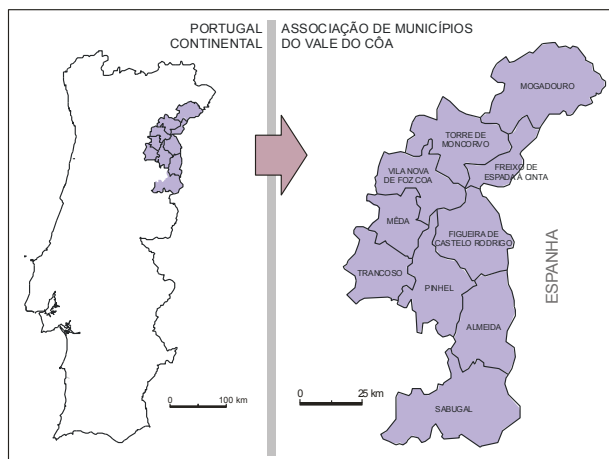 PORTUGAL
CONTINENTAL
ASSOCIAÇÃO DE MUNICÍPIOS
DO VALE DO CÔA
MOGADOURO
TORRE DE
MONCORVO
FREIXO DE
ESPADA À CINTA
VILA NOVA
DE FOZ COA
MÊDA
FIGUEIRA DE
CASTELO RODRIGO
TRANCOSO
PINHEL
ALMEIDA
SABUGAL
ESPANHA
0 100 km
0 25 km